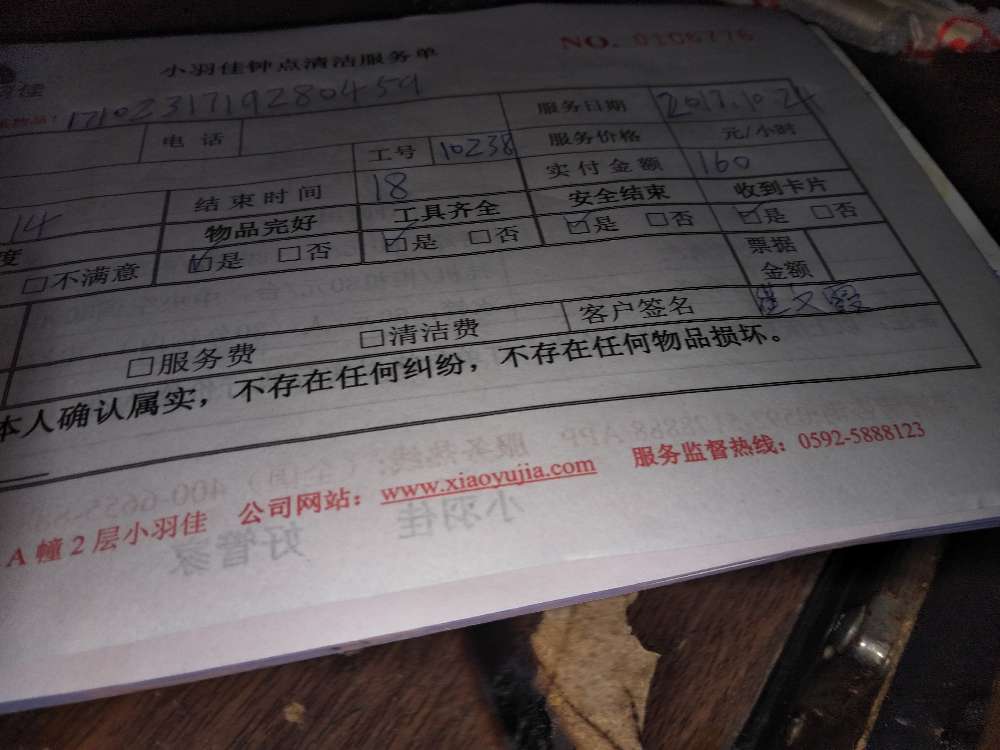 小羽佳钟点清洁服务单 NO. 0108776
羽佳
1710231719280459 服务日期 2017.10.24
电话 服务价格 元/小时
工号 10238 实付金额 160
14 结束时间 18 安全结束 收到卡片
度 物品完好 工具齐全 ☑是 □否 ☑是 □否
□不满意 ☑是 □否 ☑是 □否 票据金额
□服务费 □清洁费 客户签名
本人确认属实，不存在任何纠纷，不存在任何物品损坏。
A幢2层小羽佳 公司网站：www.xiaoyujia.com 服务监督热线：0592-5888123